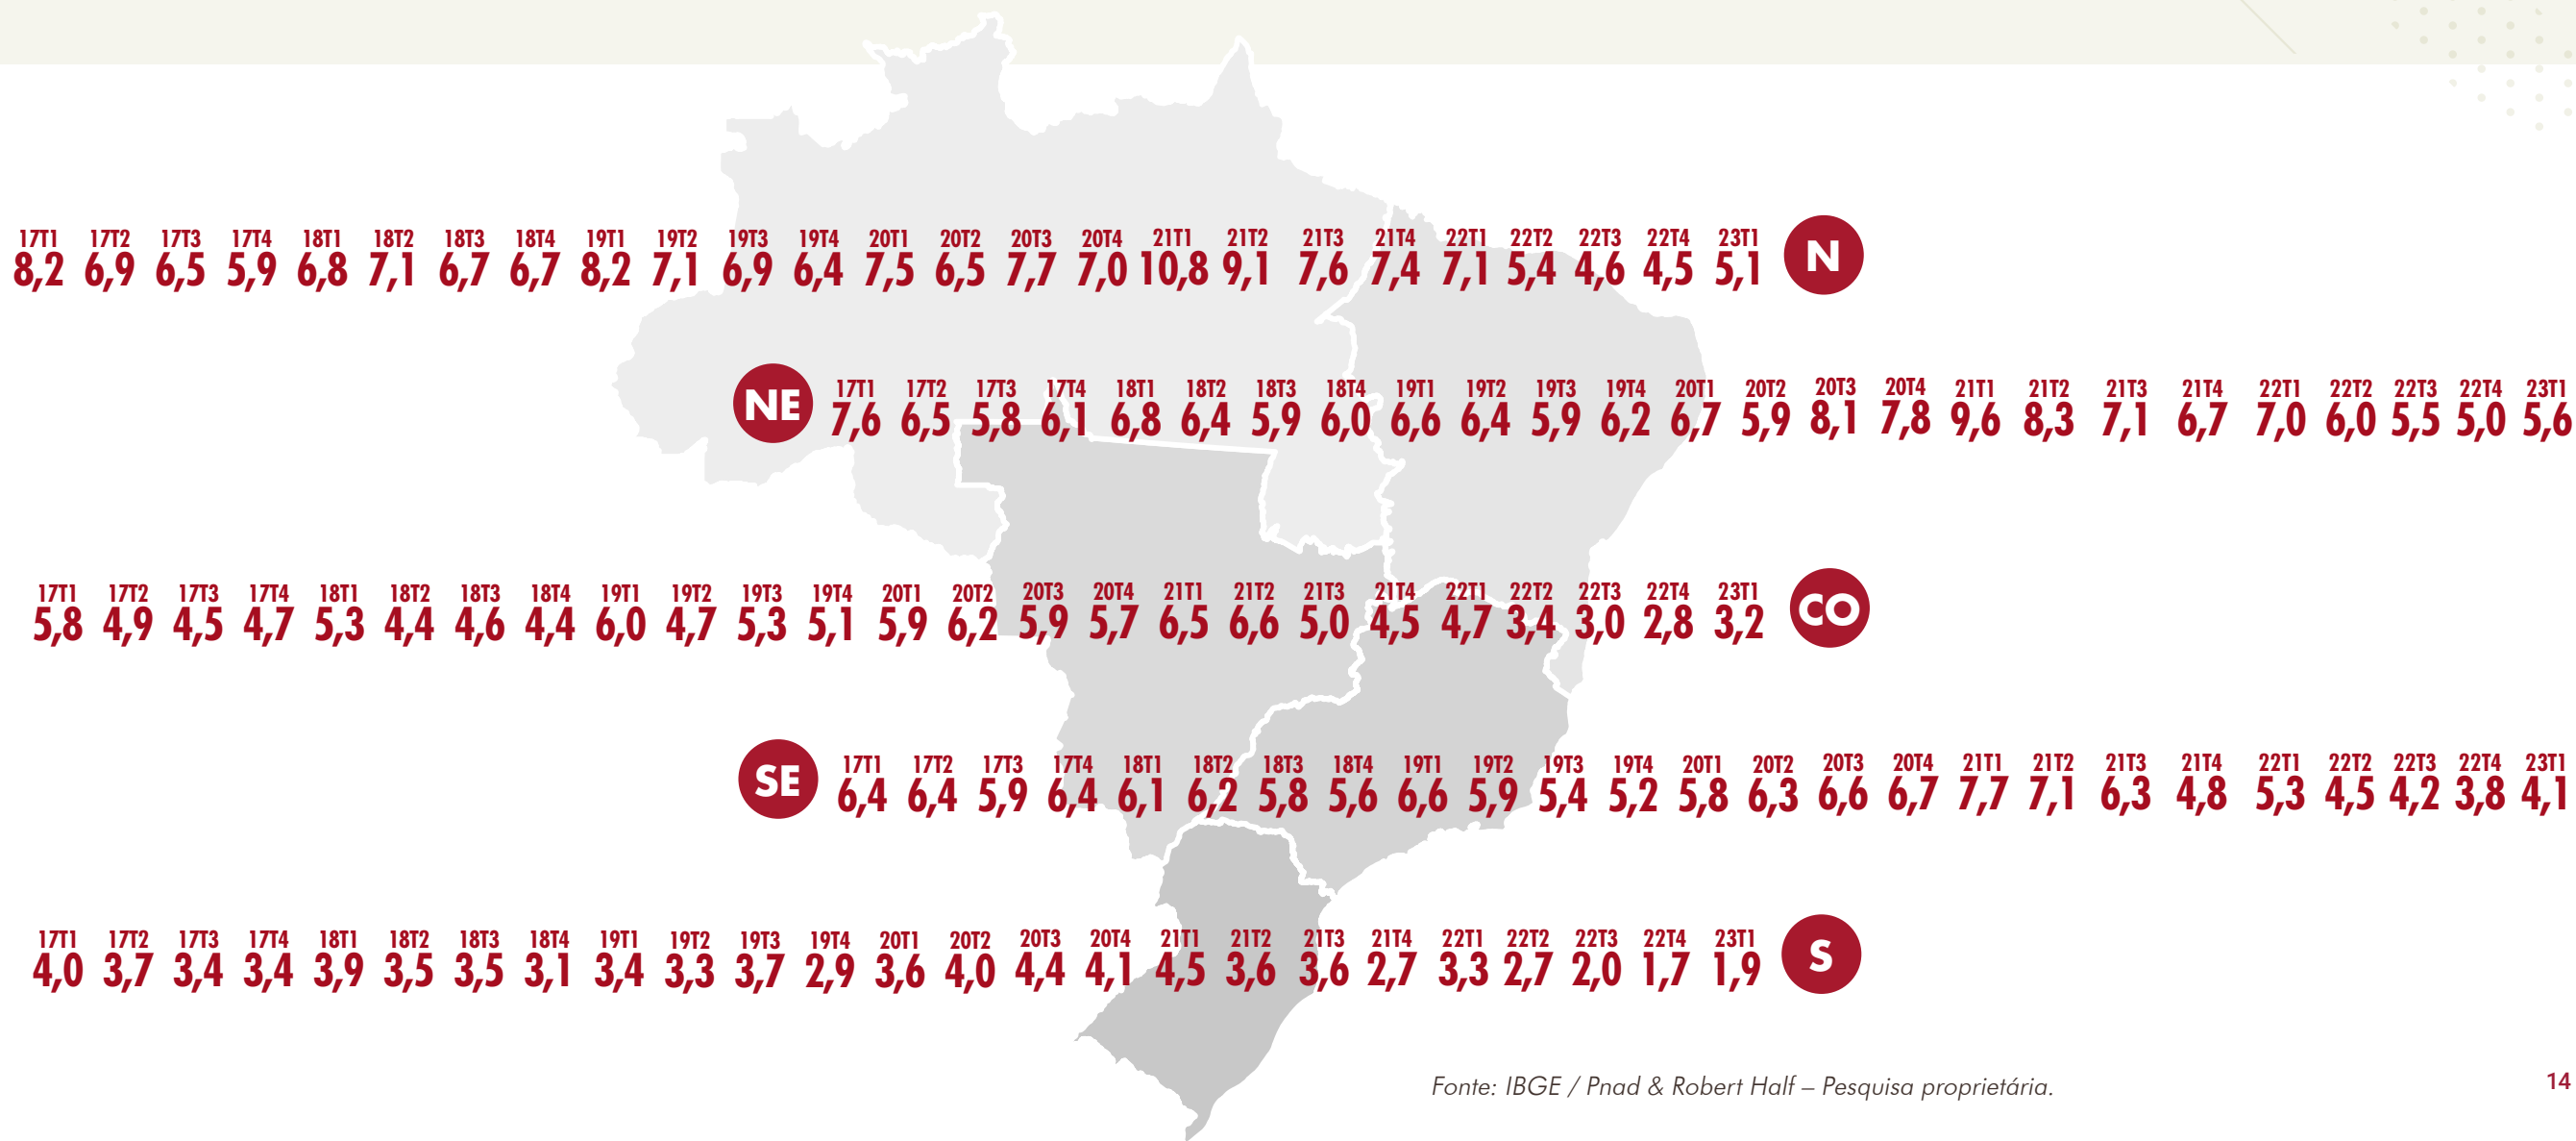 17T1 17T2 17T3 17T4 18T1 18T2 18T3 18T4 19T1 19T2 19T3 19T4 20T1 20T2 20T3 20T4 21T1 21T2 21T3 21T4 22T1 22T2 22T3 22T4 23T1
8,2 6,9 6,5 5,9 6,8 7,1 6,7 6,7 8,2 7,1 6,9 6,4 7,5 6,5 7,7 7,0 10,8 9,1 7,6 7,4 7,1 5,4 4,6 4,5 5,1
N
NE
17T1 17T2 17T3 17T4 18T1 18T2 18T3 18T4 19T1 19T2 19T3 19T4 20T1 20T2 20T3 20T4 21T1 21T2 21T3 21T4 22T1 22T2 22T3 22T4 23T1
7,6 6,5 5,8 6,1 6,8 6,4 5,9 6,0 6,6 6,4 5,9 6,2 6,7 5,9 8,1 7,8 9,6 8,3 7,1 6,7 7,0 6,0 5,5 5,0 5,6
17T1 17T2 17T3 17T4 18T1 18T2 18T3 18T4 19T1 19T2 19T3 19T4 20T1 20T2 20T3 20T4 21T1 21T2 21T3 21T4 22T1 22T2 22T3 22T4 23T1
5,8 4,9 4,5 4,7 5,3 4,4 4,6 4,4 6,0 4,7 5,3 5,1 5,9 6,2 5,9 5,7 6,5 6,6 5,0 4,5 4,7 3,4 3,0 2,8 3,2
CO
SE
17T1 17T2 17T3 17T4 18T1 18T2 18T3 18T4 19T1 19T2 19T3 19T4 20T1 20T2 20T3 20T4 21T1 21T2 21T3 21T4 22T1 22T2 22T3 22T4 23T1
6,4 6,4 5,9 6,4 6,1 6,2 5,8 5,6 6,6 5,9 5,4 5,2 5,8 6,3 6,6 6,7 7,7 7,1 6,3 4,8 5,3 4,5 4,2 3,8 4,1
17T1 17T2 17T3 17T4 18T1 18T2 18T3 18T4 19T1 19T2 19T3 19T4 20T1 20T2 20T3 20T4 21T1 21T2 21T3 21T4 22T1 22T2 22T3 22T4 23T1
4,0 3,7 3,4 3,4 3,9 3,5 3,5 3,1 3,4 3,3 3,7 2,9 3,6 4,0 4,4 4,1 4,5 3,6 3,6 2,7 3,3 2,7 2,0 1,7 1,9
S
Fonte: IBGE / Pnad & Robert Half – Pesquisa proprietária.
14